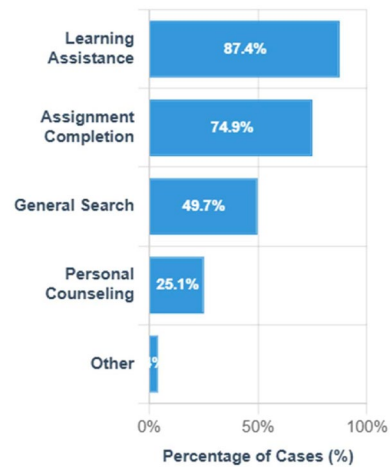 Learning
Assistance
87.4%
Assignment
Completion
74.9%
General Search
49.7%
Personal
Counseling
25.1%
Other
0%
50%
100%
Percentage of Cases (%)